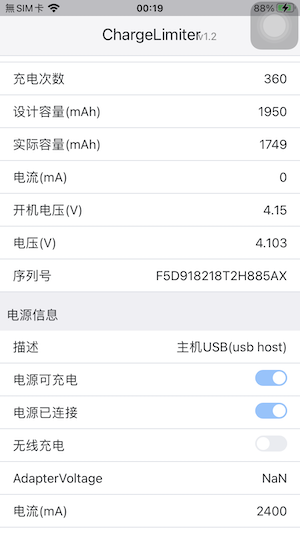 無SIM卡 00:19 88%
ChargeLimiter v1.2
充电次数 360
设计容量(mAh) 1950
实际容量(mAh) 1749
电流(mA) 0
开机电压(V) 4.15
电压(V) 4.103
序列号 F5D918218T2H885AX
电源信息
描述 主机USB(usb host)
电源可充电
电源已连接
无线充电
AdapterVoltage NaN
电流(mA) 2400